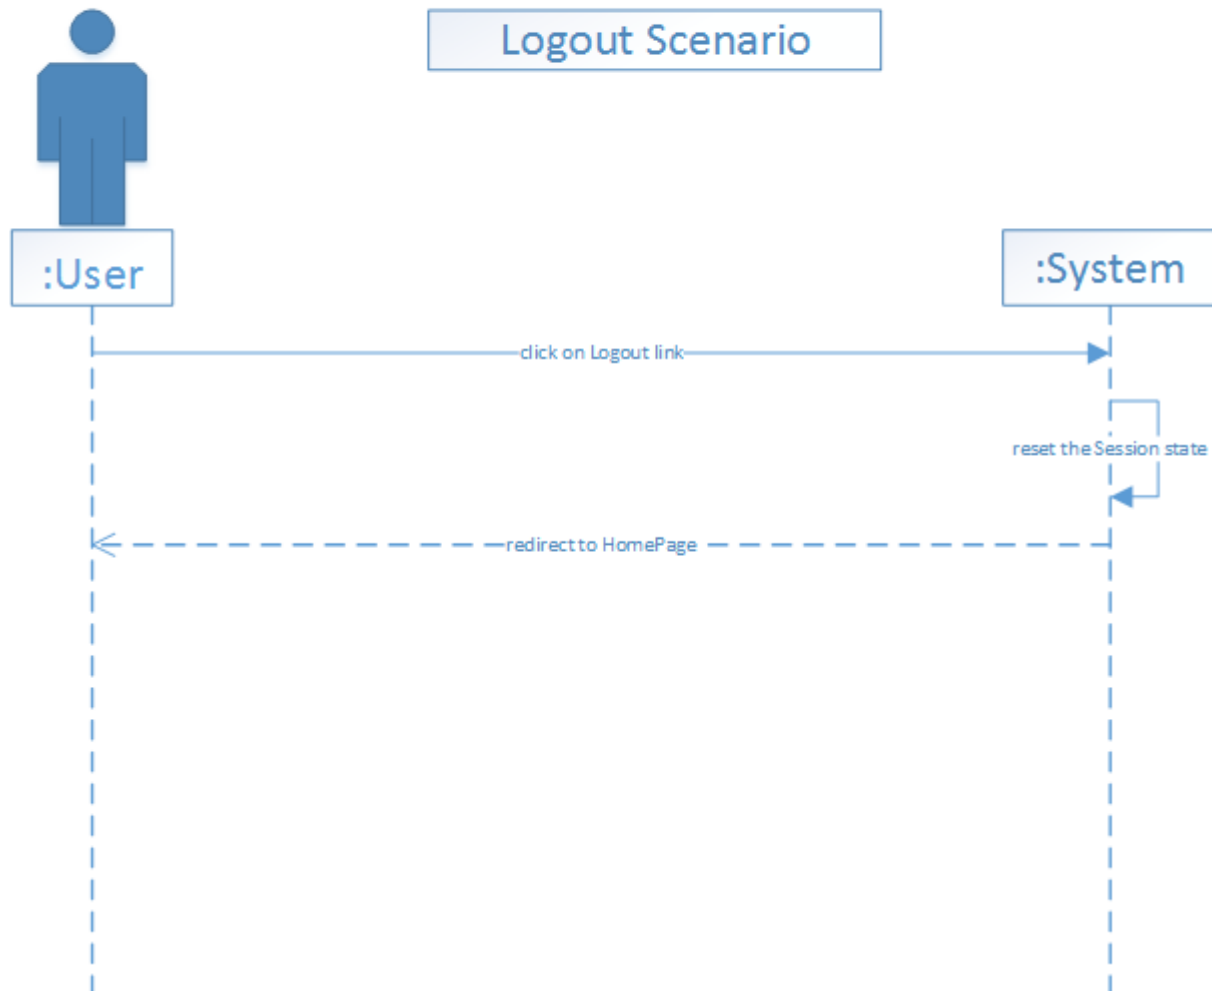 Logout Scenario
:User
:System
click on Logout link
reset the Session state
redirect to HomePage